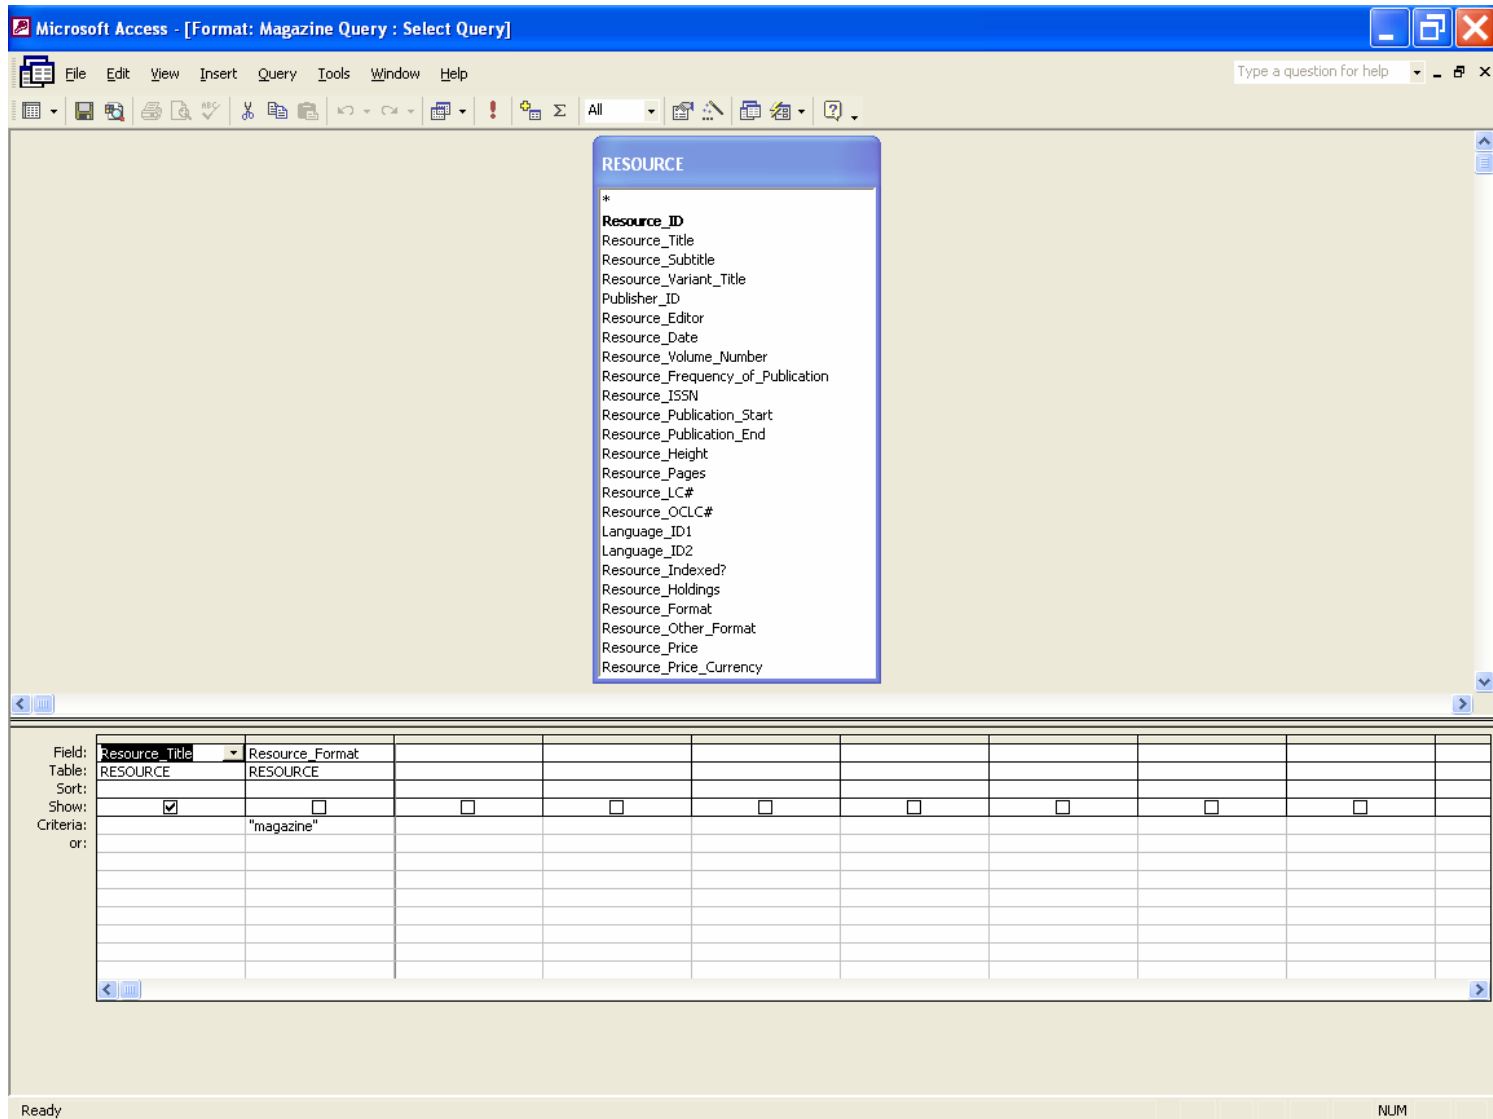 Microsoft Access - [Format: Magazine Query : Select Query]
File Edit View Insert Query Tools Window Help Type a question for help
ABC Σ All
RESOURCE
*
Resource_ID
Resource_Title
Resource_Subtitle
Resource_Variant_Title
Publisher_ID
Resource_Editor
Resource_Date
Resource_Volume_Number
Resource_Frequency_of_Publication
Resource_ISSN
Resource_Publication_Start
Resource_Publication_End
Resource_Height
Resource_Pages
Resource_LC#
Resource_OCLC#
Language_ID1
Language_ID2
Resource_Indexed?
Resource_Holdings
Resource_Format
Resource_Other_Format
Resource_Price
Resource_Price_Currency
Field: Resource_Title Resource_Format
Table: RESOURCE RESOURCE
Sort:
Show:
Criteria: "magazine"
or:
Ready NUM